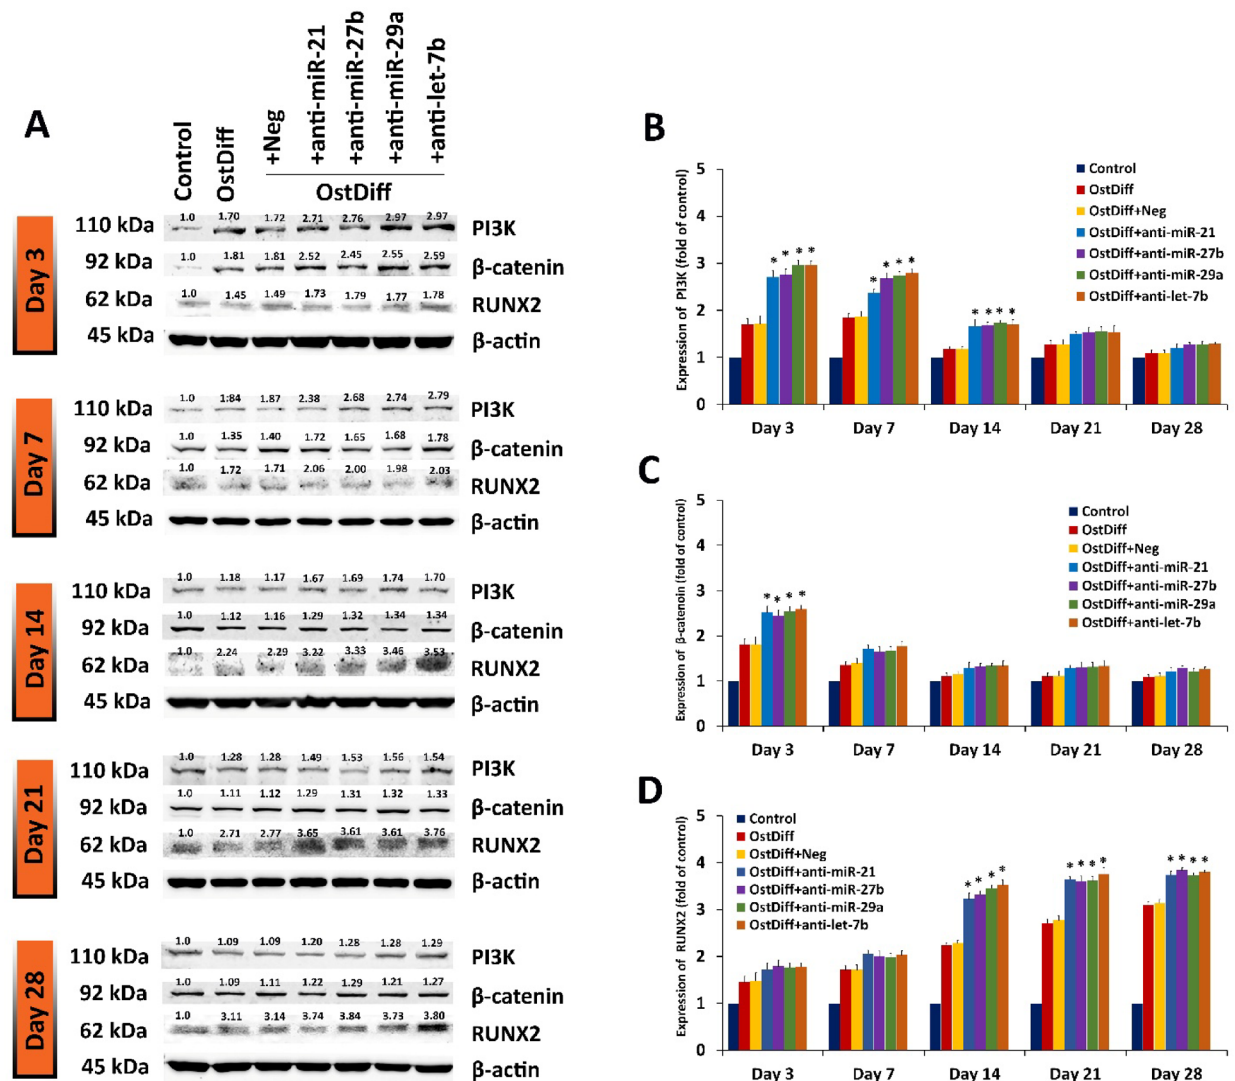 A
Control
OstDiff
+Neg
+anti-miR-21
+anti-miR-27b
+anti-miR-29a
+anti-let-7b
OstDiff
Day 3
110 kDa 1.0 1.70 1.72 2.71 2.76 2.97 2.97 PI3K
92 kDa 1.81 1.81 2.52 2.45 2.55 2.59 β-catenin
62 kDa 1.0 1.45 1.49 1.73 1.79 1.77 1.78 RUNX2
45 kDa β-actin
Day 7
110 kDa 1.0 1.84 1.87 2.38 2.68 2.74 2.79 PI3K
92 kDa 1.0 1.35 1.40 1.72 1.65 1.68 1.78 β-catenin
62 kDa 1.0 1.72 1.71 2.06 2.00 1.98 2.03 RUNX2
45 kDa β-actin
Day 14
110 kDa 1.0 1.18 1.17 1.67 1.69 1.74 1.70 PI3K
92 kDa 1.0 1.12 1.16 1.29 1.32 1.34 1.34 β-catenin
62 kDa 1.0 2.24 2.29 3.22 3.33 3.46 3.53 RUNX2
45 kDa β-actin
Day 21
110 kDa 1.0 1.28 1.28 1.49 1.53 1.56 1.54 PI3K
92 kDa 1.0 1.11 1.12 1.29 1.31 1.32 1.33 β-catenin
62 kDa 1.0 2.71 2.77 3.65 3.61 3.61 3.76 RUNX2
45 kDa β-actin
Day 28
110 kDa 1.0 1.09 1.09 1.20 1.28 1.28 1.29 PI3K
92 kDa 1.0 1.09 1.11 1.22 1.29 1.21 1.27 β-catenin
62 kDa 1.0 3.11 3.14 3.74 3.84 3.73 3.80 RUNX2
45 kDa β-actin
B
Expression of PI3K (fold of control)
5
4
3
2
1
0
Control
OstDiff
OstDiff+Neg
OstDiff+anti-miR-21
OstDiff+anti-miR-27b
OstDiff+anti-miR-29a
OstDiff+anti-let-7b
* * * *
* * * *
* * * *
Day 3 Day 7 Day 14 Day 21 Day 28
C
Expression of β-catenoin (fold of control)
5
4
3
2
1
0
Control
OstDiff
OstDiff+Neg
OstDiff+anti-miR-21
OstDiff+anti-miR-27b
OstDiff+anti-miR-29a
OstDiff+anti-let-7b
* * * *
Day 3 Day 7 Day 14 Day 21 Day 28
D
Expression of RUNX2 (fold of control)
5
4
3
2
1
0
Control
OstDiff
OstDiff+Neg
OstDiff+anti-miR-21
OstDiff+anti-miR-27b
OstDiff+anti-miR-29a
OstDiff+anti-let-7b
* * * *
* * * *
* * * *
Day 3 Day 7 Day 14 Day 21 Day 28